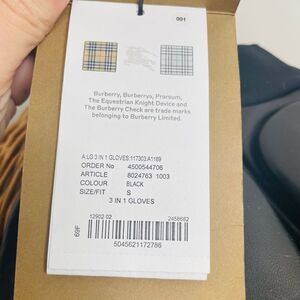 001
Burberry, Burberrys, Prorsum,
The Equestrian Knight Device and
The Burberry Check are trade marks
belonging to Burberry Limited.
A:LG 3 IN 1 GLOVES:117303:A1189
ORDER No 4500544706
ARTICLE 8024763 1003
COLOUR BLACK
SIZE/FIT S
3 IN 1 GLOVES
12902 02 2458682
69F
5045621172786